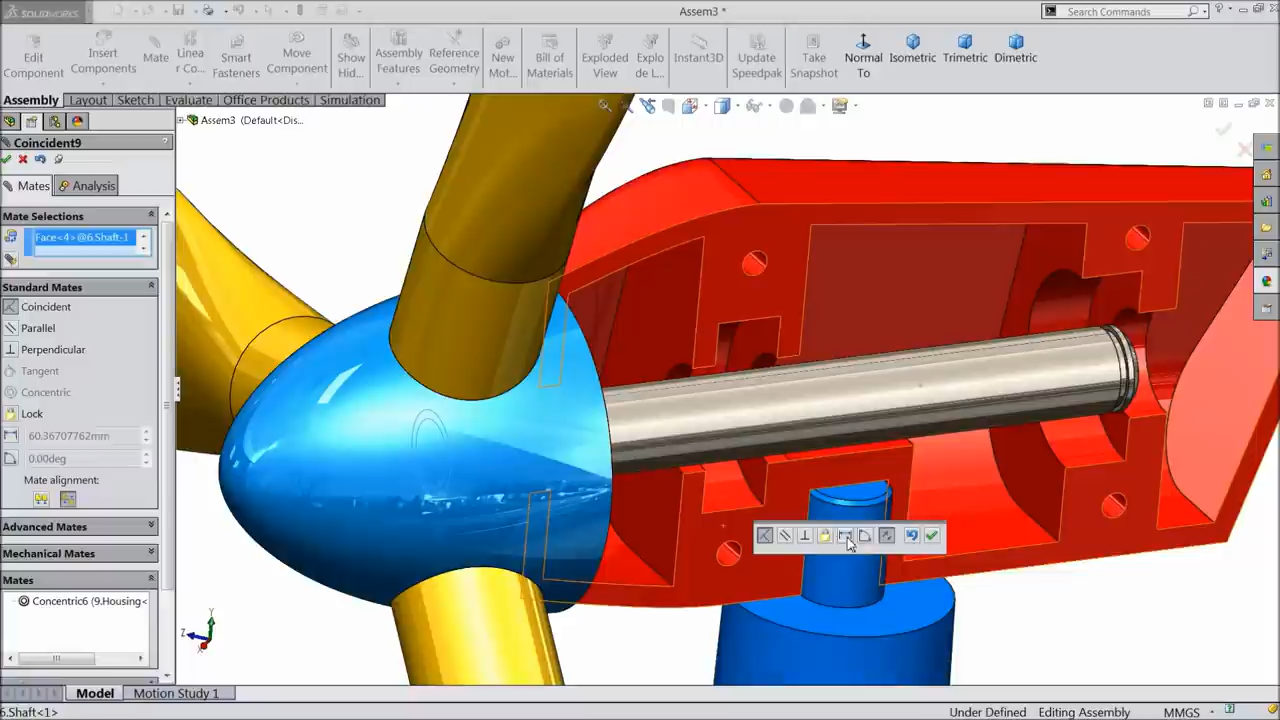 SOLIDWORKS
Assem3 *
Search Commands
Edit Component
Insert Components
Mate
Linea r Co...
Smart Fasteners
Move Component
Show Hid...
Assembly Features
Reference Geometry
New Mot...
Bill of Materials
Exploded View
Explo de L...
Instant3D
Update Speedpak
Take Snapshot
Normal To
Isometric
Trimetric
Dimetric
Assembly Layout Sketch Evaluate Office Products Simulation
Assem3 (Default<Dis...
Coincident9
?
Mates Analysis
Mate Selections
Face<4>@6.Shaft-1
Standard Mates
Coincident
Parallel
Perpendicular
Tangent
Concentric
Lock
60.36707762mm
0.00deg
Mate alignment:
Advanced Mates
Mechanical Mates
Mates
Concentric6 (9.Housing<
Y
Z
X
Model Motion Study 1
6.Shaft<1> Under Defined Editing Assembly MMGS